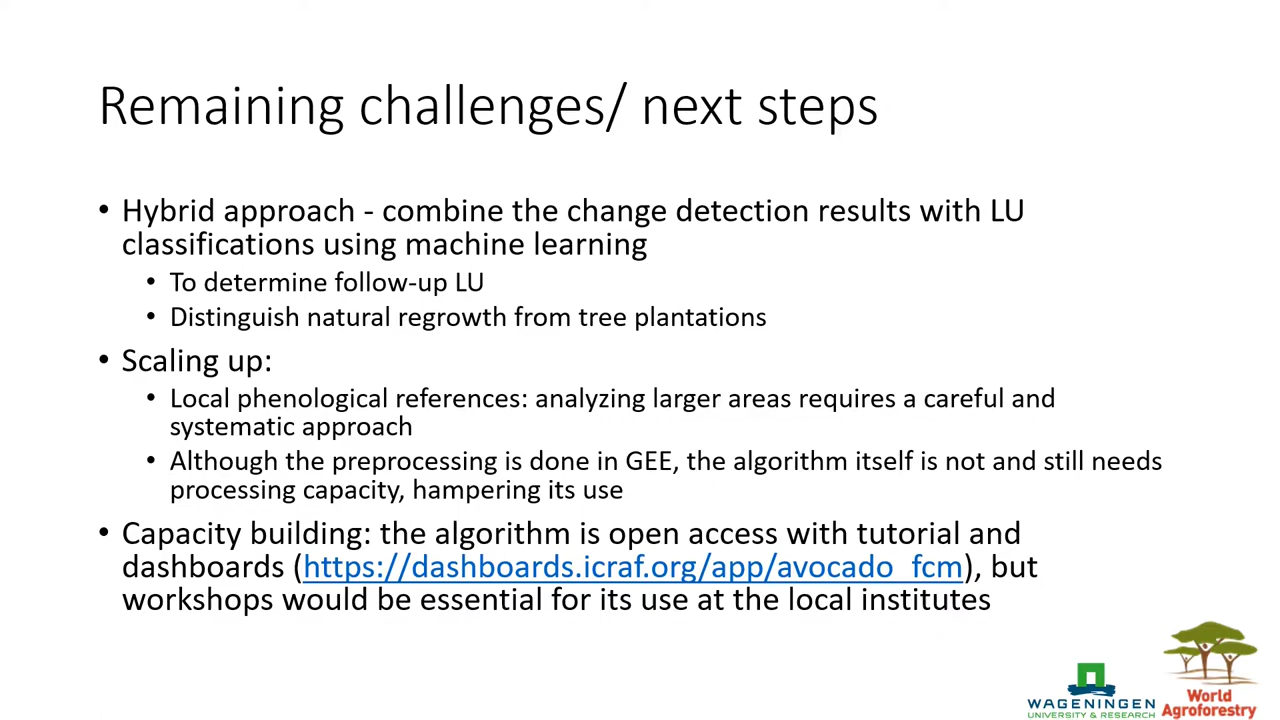 Remaining challenges/ next steps
• Hybrid approach - combine the change detection results with LU
classifications using machine learning
• To determine follow-up LU
• Distinguish natural regrowth from tree plantations
• Scaling up:
• Local phenological references: analyzing larger areas requires a careful and
systematic approach
• Although the preprocessing is done in GEE, the algorithm itself is not and still needs
processing capacity, hampering its use
• Capacity building: the algorithm is open access with tutorial and
dashboards (https://dashboards.icraf.org/app/avocado_fcm), but
workshops would be essential for its use at the local institutes
WAGENINGEN
UNIVERSITY & RESEARCH
World
Agroforestry